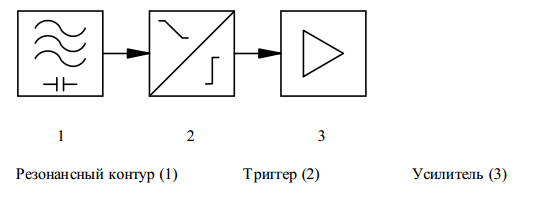 1 2 3
Резонансный контур (1) Триггер (2) Усилитель (3)